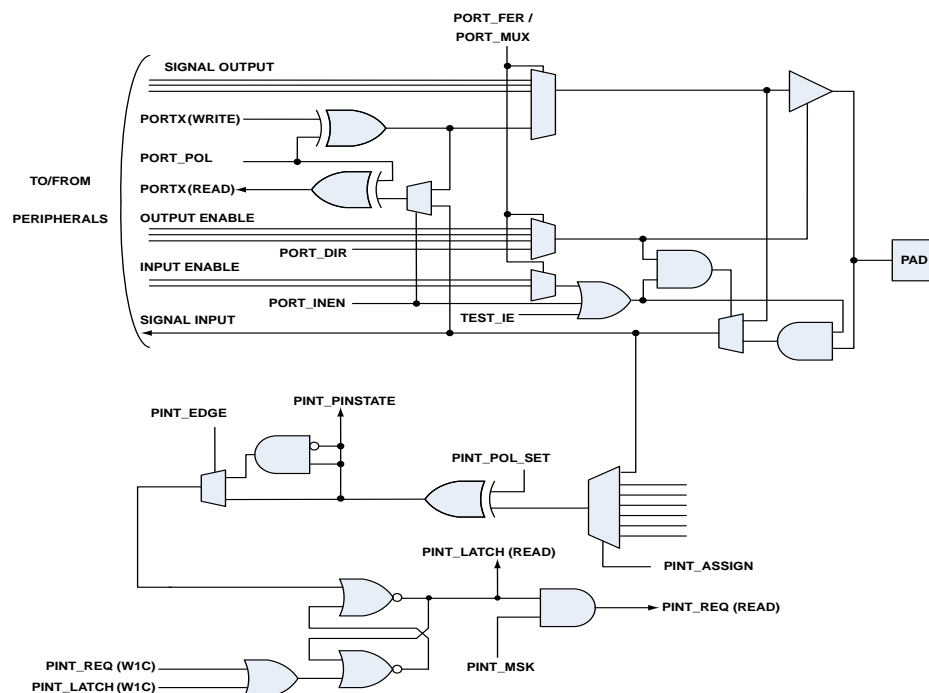 PORT_FER /
PORT_MUX
SIGNAL OUTPUT
PORTX(WRITE)
PORT_POL
PORTX(READ)
TO/FROM
PERIPHERALS
OUTPUT ENABLE
PORT_DIR
INPUT ENABLE
PORT_INEN
TEST_IE
SIGNAL INPUT
PAD
PINT_EDGE
PINT_PINSTATE
PINT_POL_SET
PINT_ASSIGN
PINT_LATCH (READ)
PINT_REQ (READ)
PINT_MSK
PINT_REQ (W1C)
PINT_LATCH (W1C)